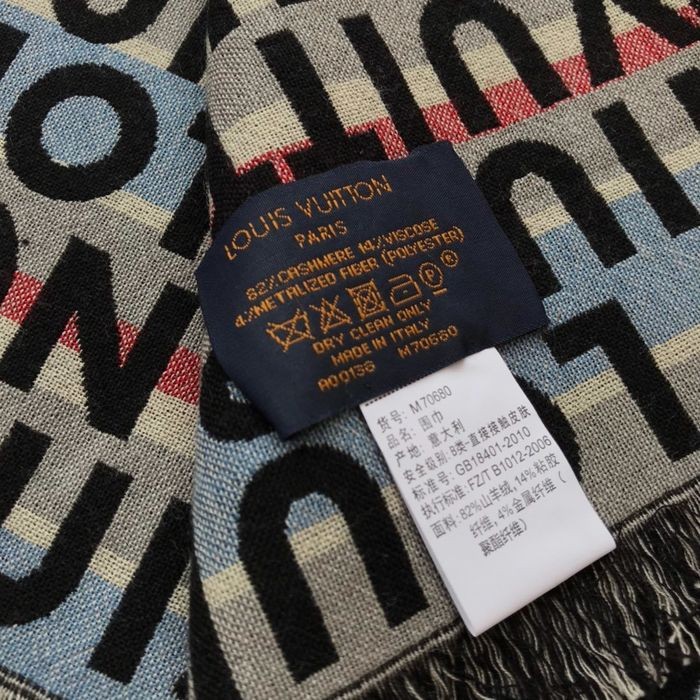 LOUIS VUITTON
PARIS
82% CASHMERE 14% VISCOSE
4% METALIZED FIBER (POLYESTER)
P®
DRY CLEAN ONLY
MADE IN ITALY
A00136 M70680
货号: M70680
品名: 围巾
产地: 意大利
安全级别: B类-直接接触皮肤
标准号: GB18401-2010
执行标准: FZ/T B1012-2006
面料: 82%山羊绒, 14%粘胶
纤维, 4%金属纤维 (
聚酯纤维)